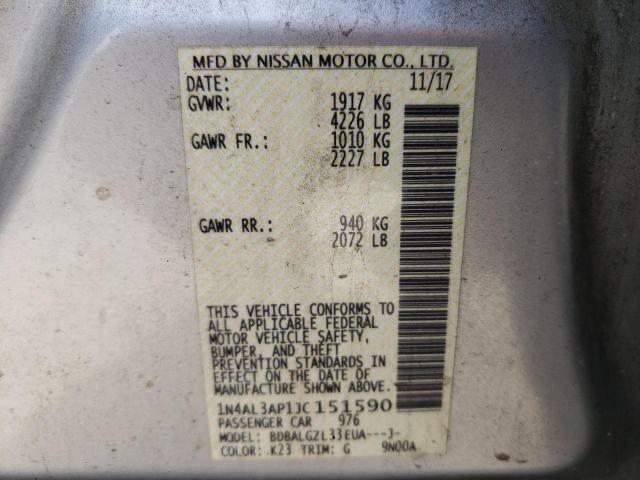 MFD BY NISSAN MOTOR CO., LTD.
DATE: 11/17
GVWR: 1917 KG
4226 LB
GAWR FR.: 1010 KG
2227 LB
GAWR RR.: 940 KG
2072 LB
THIS VEHICLE CONFORMS TO
ALL APPLICABLE FEDERAL
MOTOR VEHICLE SAFETY,
BUMPER, AND THEFT
PREVENTION STANDARDS IN
EFFECT ON THE DATE OF
MANUFACTURE SHOWN ABOVE.
1N4AL3AP1JC151590
PASSENGER CAR 976
MODEL: BDBALGZL33EUA---J-
COLOR: K23 TRIM: G 9N00A